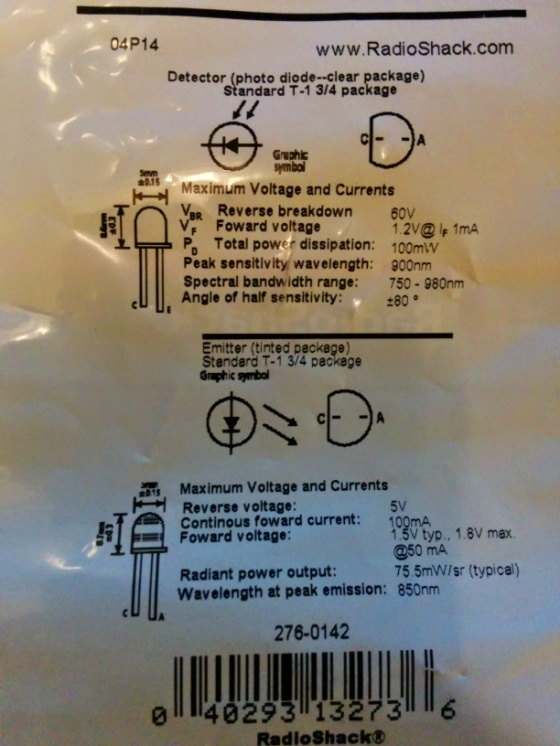 04P14
www.RadioShack.com
Detector (photo diode--clear package)
Standard T-1 3/4 package
C A
Graphic
symbol
5mm
±0.15
Maximum Voltage and Currents
VBR Reverse breakdown 60V
VF Foward voltage 1.2V@ IF 1mA
PD Total power dissipation: 100mW
Peak sensitivity wavelength: 900nm
Spectral bandwidth range: 750 - 980nm
Angle of half sensitivity: ±80 °
C E
Emitter (tinted package)
Standard T-1 3/4 package
Graphic symbol
C A
±0.15
Maximum Voltage and Currents
Reverse voltage: 5V
Continous foward current: 100mA
Foward voltage: 1.5V typ., 1.8V max.
@50 mA
Radiant power output: 75.5mW/sr (typical)
Wavelength at peak emission: 850nm
C A
276-0142
0 40293 13273 6
RadioShack®